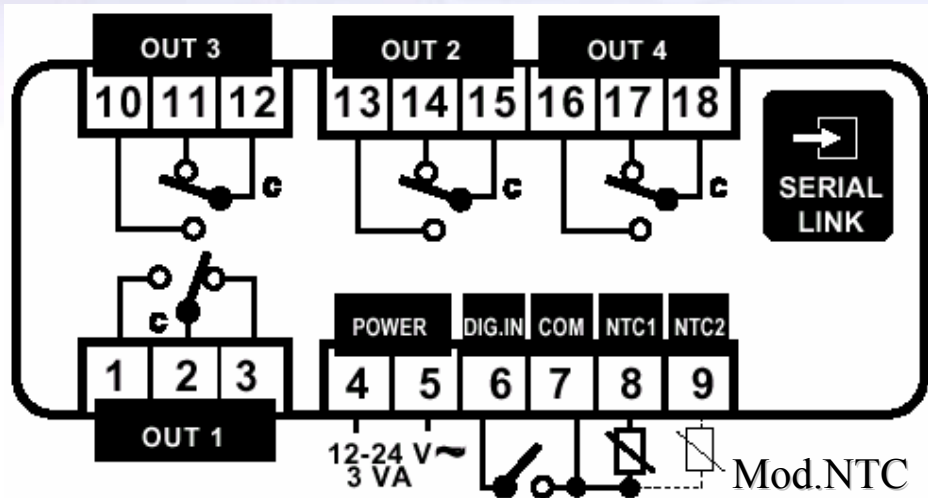 OUT 3 OUT 2 OUT 4
10 11 12 13 14 15 16 17 18
C C C
SERIAL
LINK
C
POWER DIG.IN COM NTC1 NTC2
1 2 3 4 5 6 7 8 9
OUT 1
12-24 V~
3 VA
Mod.NTC